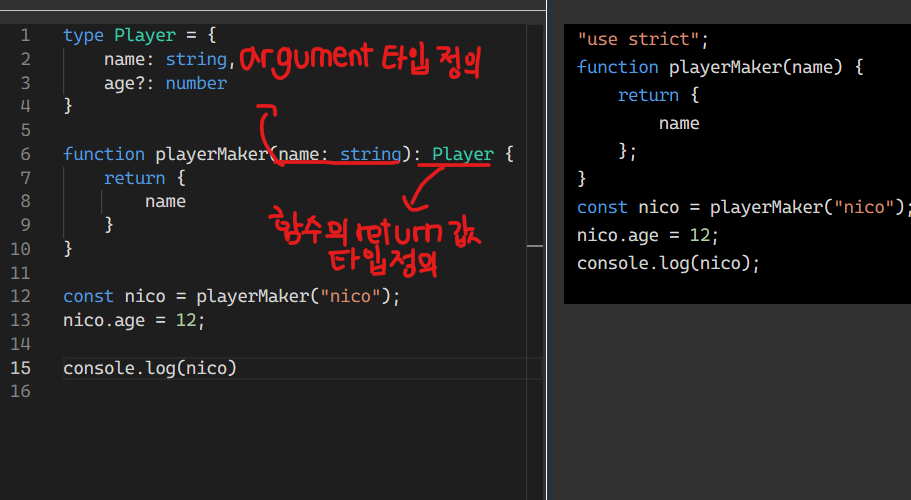 1 type Player = {
2 name: string,
argument 타입 정의
3 age?: number
4 }
5
6 function playerMaker(name: string): Player {
7 return {
8 name
함수의 return 값
9 }
타입정의
10 }
11
12 const nico = playerMaker("nico");
13 nico.age = 12;
14
15 console.log(nico)
16
"use strict";
function playerMaker(name) {
return {
name
};
}
const nico = playerMaker("nico");
nico.age = 12;
console.log(nico);